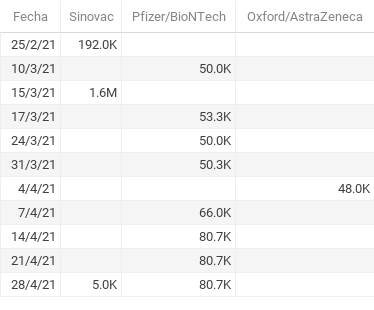 Fecha Sinovac Pfizer/BioNTech Oxford/AstraZeneca
25/2/21 192.0K
10/3/21 50.0K
15/3/21 1.6M
17/3/21 53.3K
24/3/21 50.0K
31/3/21 50.3K
4/4/21 48.0K
7/4/21 66.0K
14/4/21 80.7K
21/4/21 80.7K
28/4/21 5.0K 80.7K